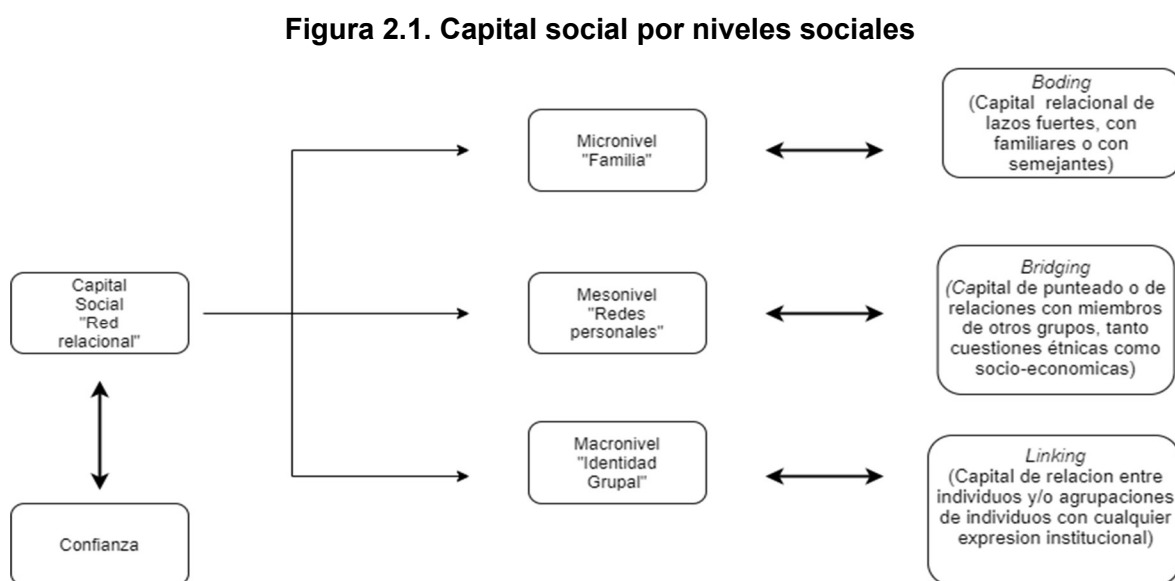 Figura 2.1. Capital social por niveles sociales
Capital
Social
"Red
relacional"
Confianza
Micronivel
"Familia"
Mesonivel
"Redes
personales"
Macronivel
"Identidad
Grupal"
Boding
(Capital relacional de
lazos fuertes, con
familiares o con
semejantes)
Bridging
(Capital de punteado o de
relaciones con miembros
de otros grupos, tanto
cuestiones étnicas como
socio-economicas)
Linking
(Capital de relacion entre
individuos y/o agrupaciones
de individuos con cualquier
expresion institucional)